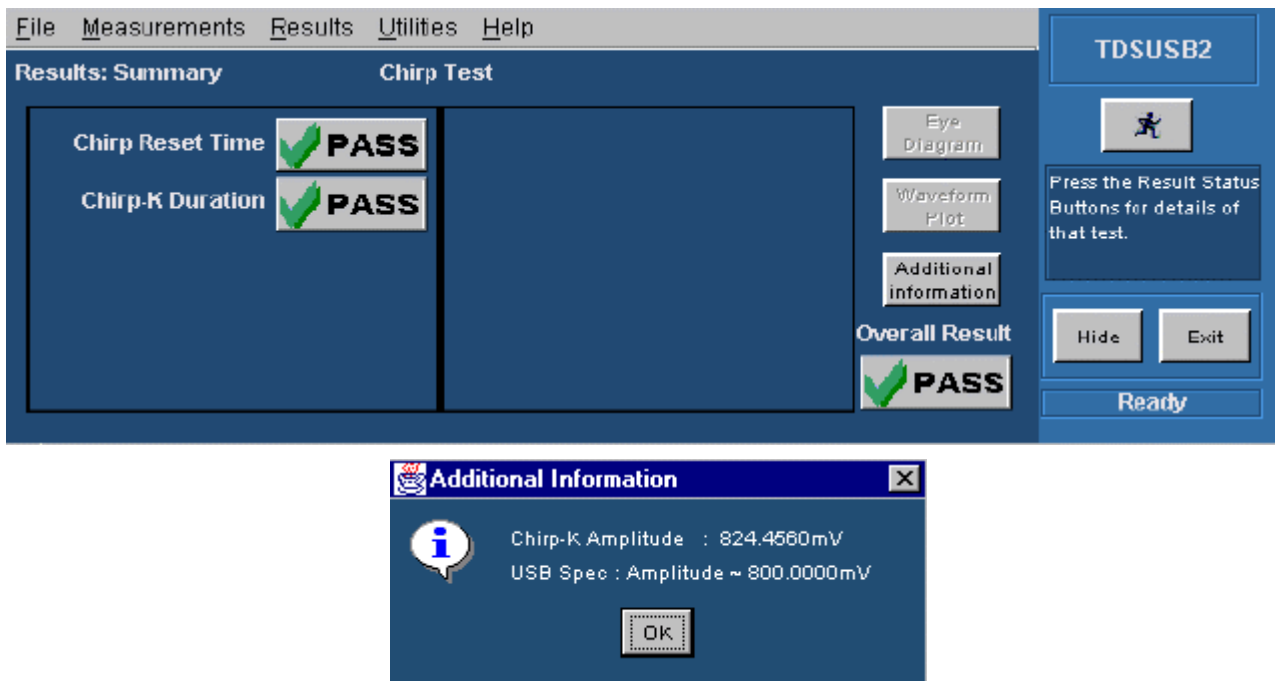 File Measurements Results Utilities Help
TDSUSB2
Results: Summary Chirp Test
Chirp Reset Time PASS
Chirp-K Duration PASS
Eye
Diagram
Waveform
Plot
Additional
information
Overall Result
PASS
Press the Result Status
Buttons for details of
that test.
Hide Exit
Ready
Additional Information
Chirp-K Amplitude : 824.4560mV
USB Spec : Amplitude ~ 800.0000mV
OK